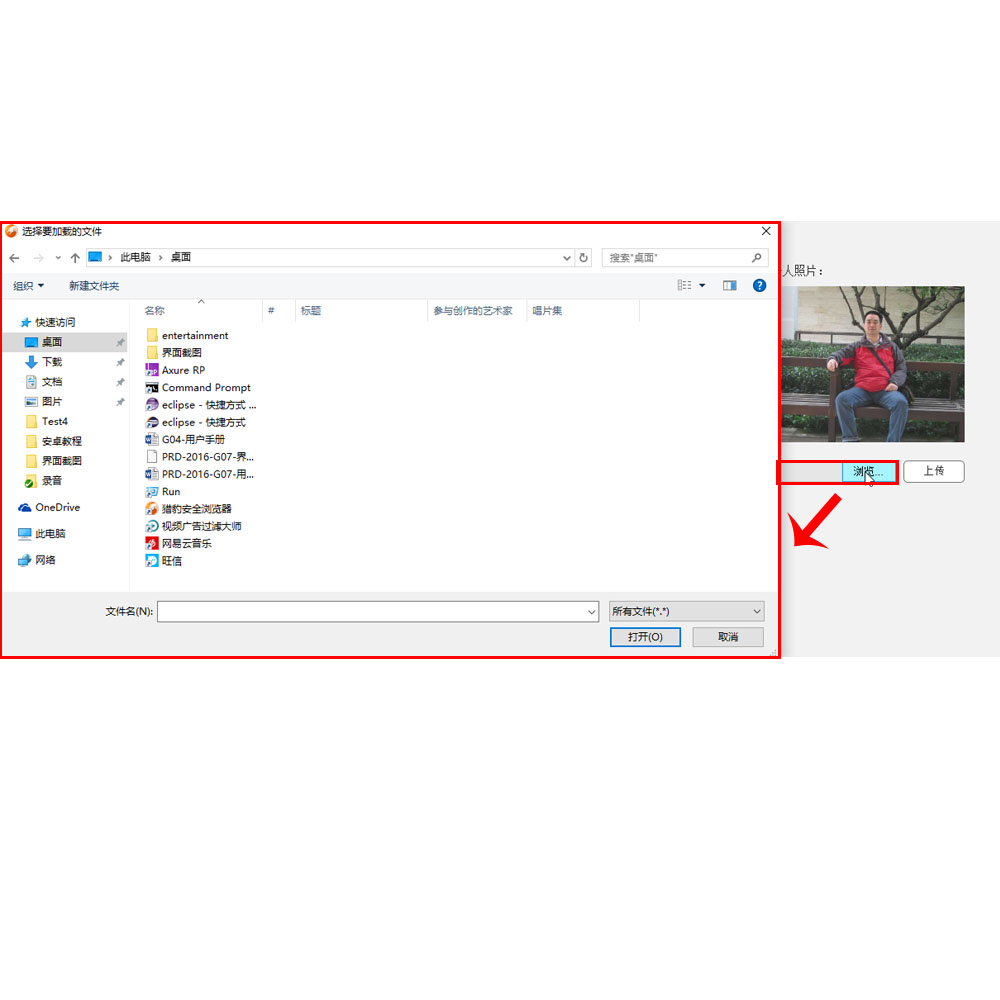 选择要加载的文件
此电脑 › 桌面
搜索"桌面"
组织
新建文件夹
名称
#
标题
参与创作的艺术家
唱片集
快速访问
桌面
下载
文档
图片
Test4
安卓教程
界面截图
录音
OneDrive
此电脑
网络
entertainment
界面截图
Axure RP
Command Prompt
eclipse - 快捷方式 ...
eclipse - 快捷方式
G04-用户手册
PRD-2016-G07-界...
PRD-2016-G07-用...
Run
猎豹安全浏览器
视频广告过滤大师
网易云音乐
旺信
文件名(N):
所有文件(*.*)
打开(O)
取消
人照片：
浏览...
上传